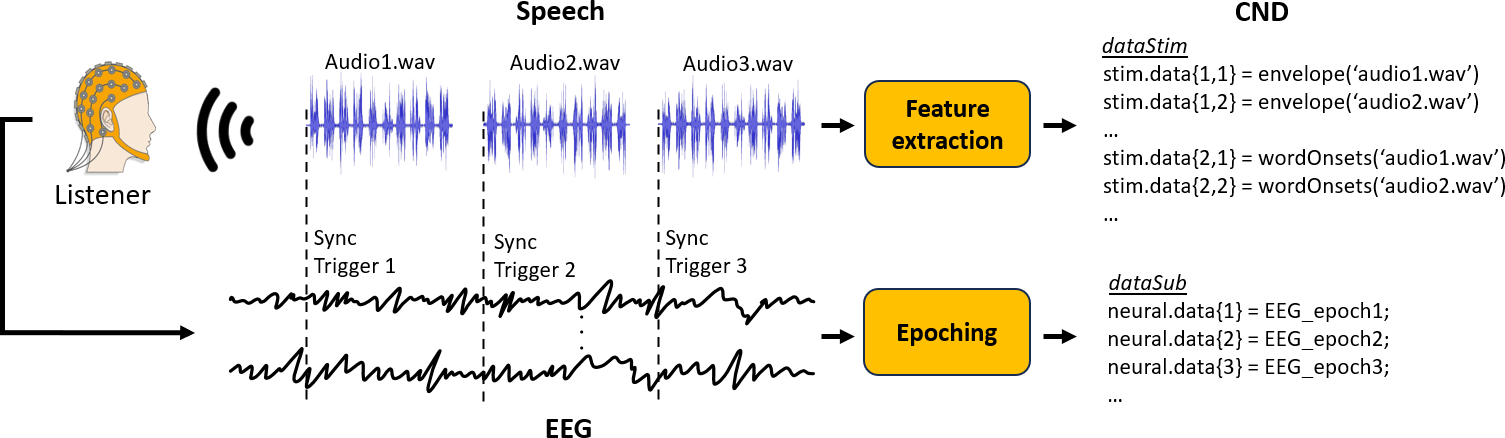 Speech
CND
Audio1.wav
Audio2.wav
Audio3.wav
Listener
Feature
extraction
dataStim
stim.data{1,1} = envelope(‘audio1.wav’)
stim.data{1,2} = envelope(‘audio2.wav’)
...
stim.data{2,1} = wordOnsets(‘audio1.wav’)
stim.data{2,2} = wordOnsets(‘audio2.wav’)
...
Sync
Trigger 1
Sync
Trigger 2
Sync
Trigger 3
Epoching
dataSub
neural.data{1} = EEG_epoch1;
neural.data{2} = EEG_epoch2;
neural.data{3} = EEG_epoch3;
...
EEG